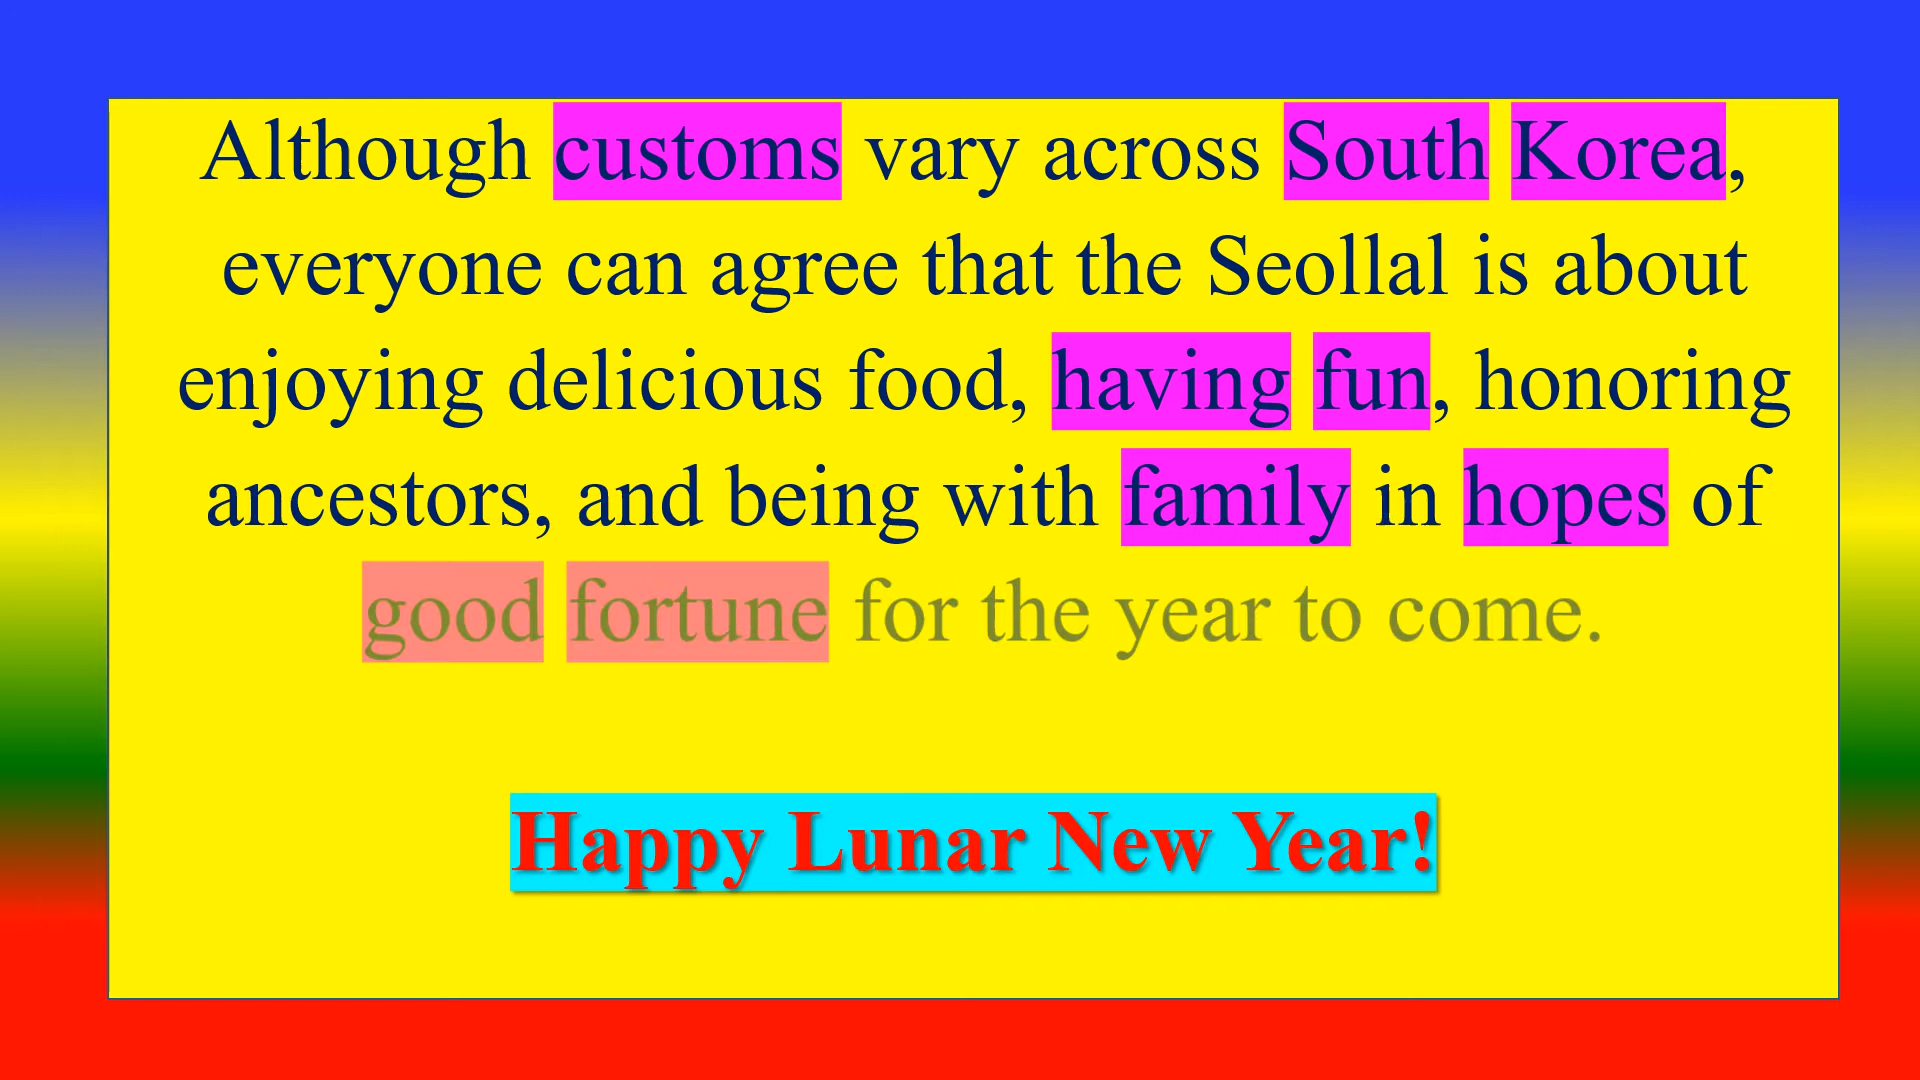 Although customs vary across South Korea,
everyone can agree that the Seollal is about
enjoying delicious food, having fun, honoring
ancestors, and being with family in hopes of
good fortune for the year to come.
Happy Lunar New Year!